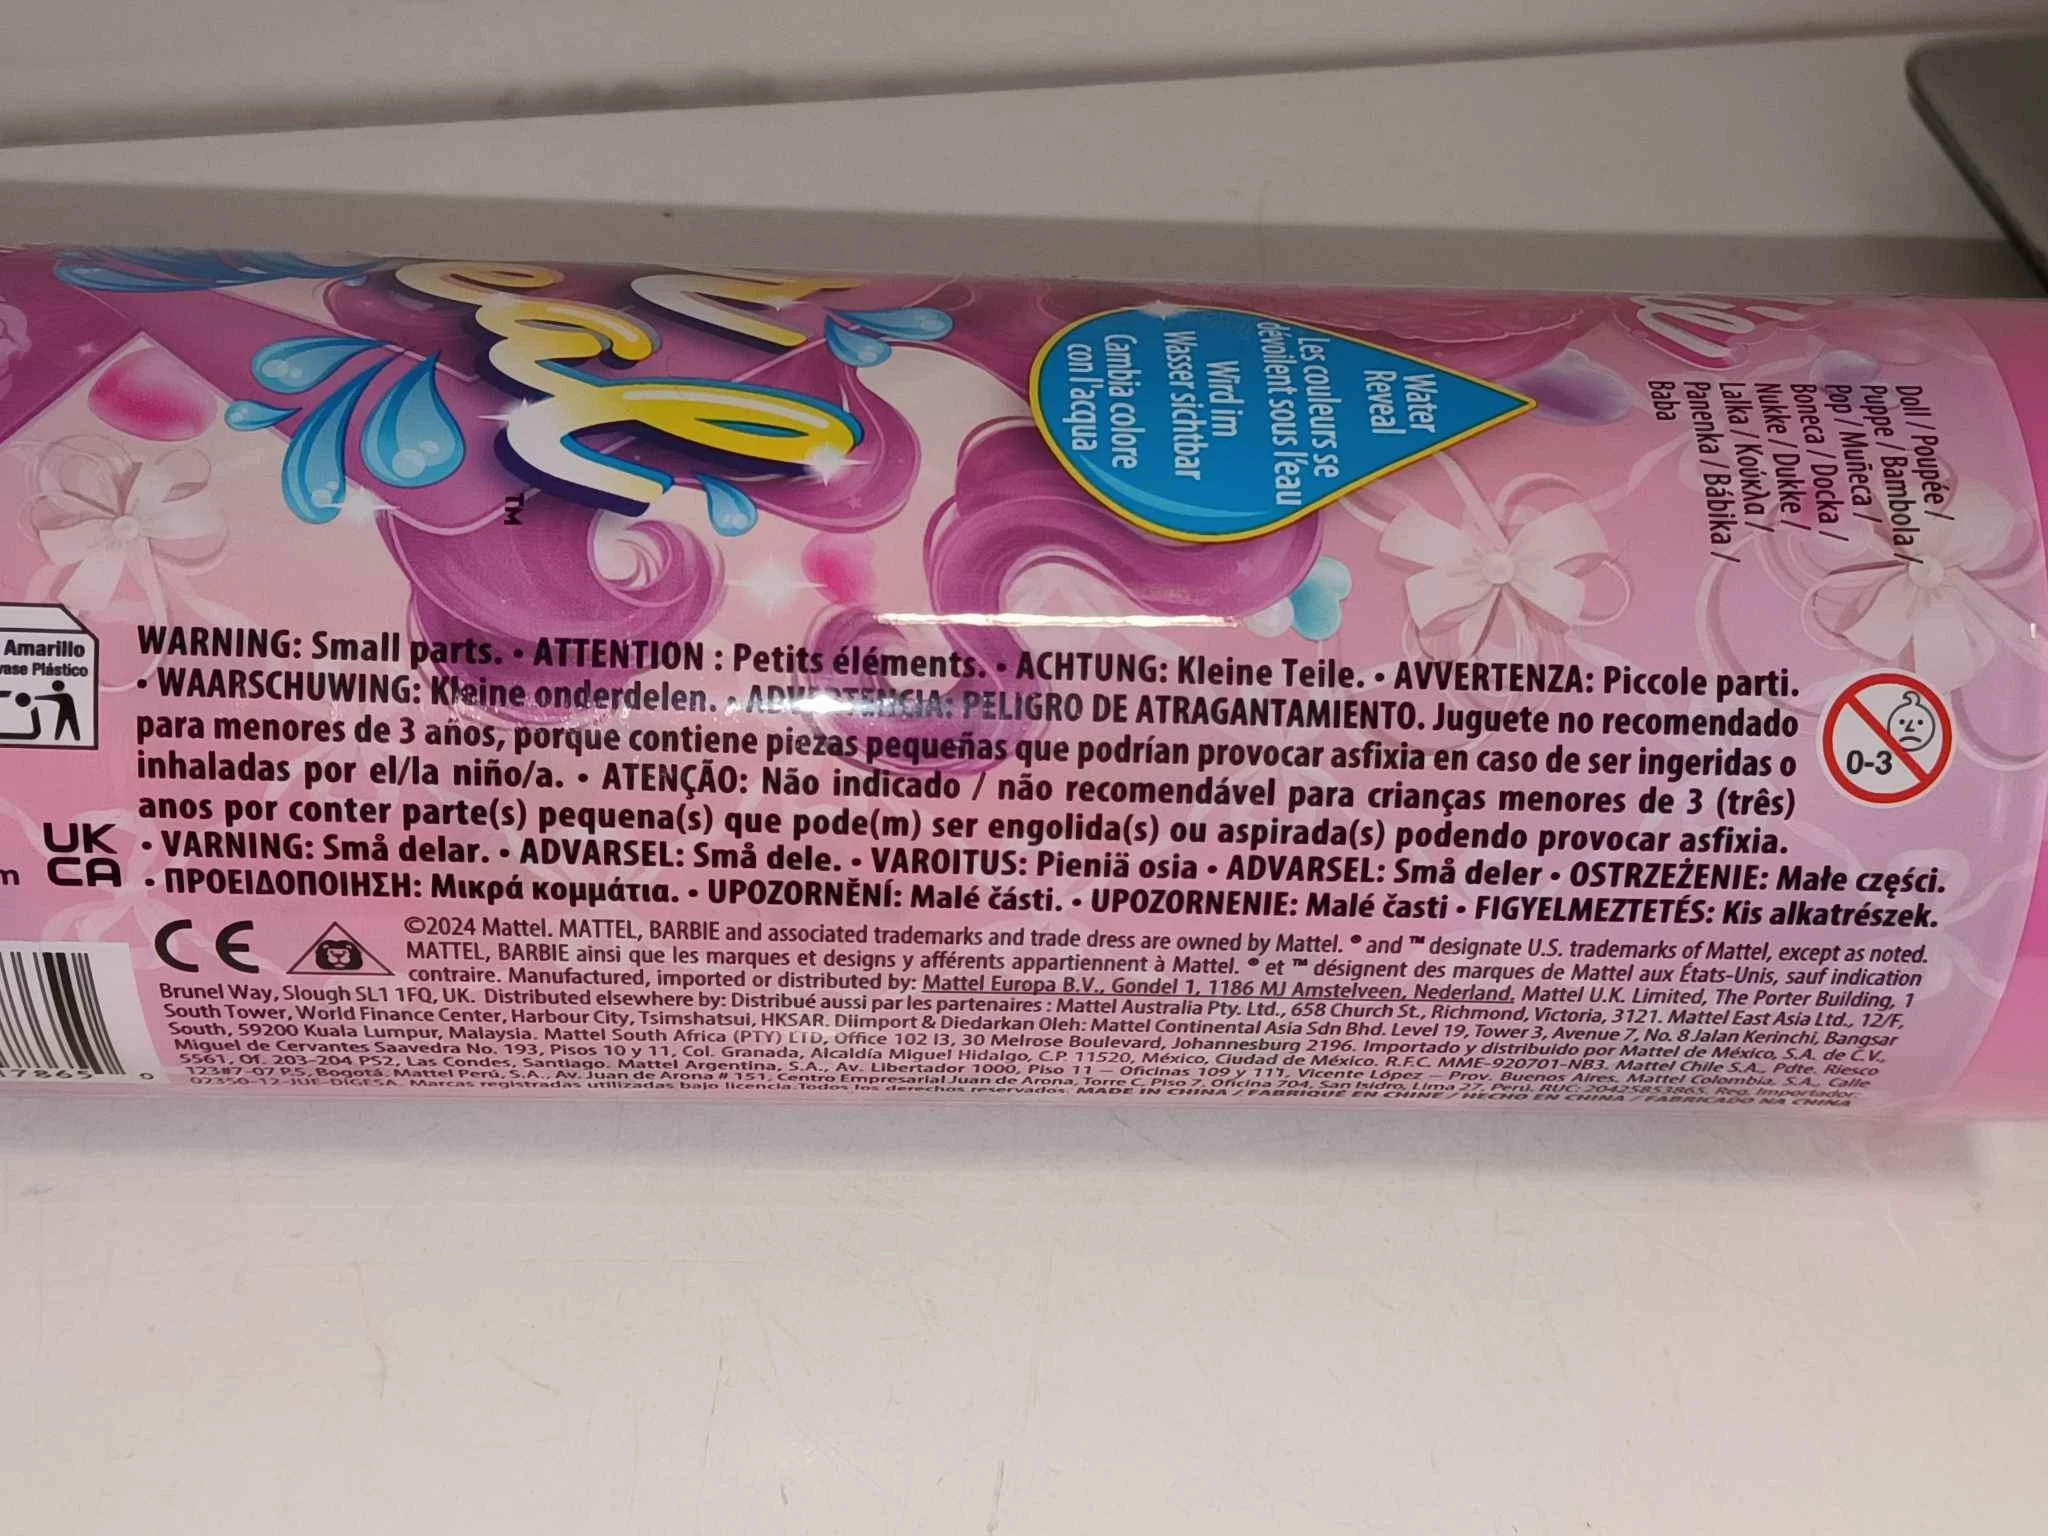 eal
TM
Water
Reveal
Les couleurs se
dévoilent sous l'eau
Wird im
Wasser sichtbar
Cambia colore
con l'acqua
Doll / Poupée /
Puppe / Bambola /
Pop / Muñeca /
Boneca / Docka /
Nukke / Dukke /
Lalka / Κούκλα /
Panenka / Bábika /
Baba
Amarillo
vase Plástico
WARNING: Small parts. • ATTENTION : Petits éléments. • ACHTUNG: Kleine Teile. • AVVERTENZA: Piccole parti.
• WAARSCHUWING: Kleine onderdelen. • ADVERTENCIA: PELIGRO DE ATRAGANTAMIENTO. Juguete no recomendado
para menores de 3 años, porque contiene piezas pequeñas que podrían provocar asfixia en caso de ser ingeridas o
inhaladas por el/la niño/a. • ATENÇÃO: Não indicado / não recomendável para crianças menores de 3 (três)
anos por conter parte(s) pequena(s) que pode(m) ser engolida(s) ou aspirada(s) podendo provocar asfixia.
• VARNING: Små delar. • ADVARSEL: Små dele. • VAROITUS: Pieniä osia • ADVARSEL: Små deler • OSTRZEŻENIE: Małe części.
• ΠΡΟΕΙΔΟΠΟΙΗΣΗ: Μικρά κομμάτια. • UPOZORNĚNÍ: Malé části. • UPOZORNENIE: Malé časti • FIGYELMEZTETÉS: Kis alkatrészek.
0-3
UK
CA
m
CE
©2024 Mattel. MATTEL, BARBIE and associated trademarks and trade dress are owned by Mattel. ® and ™ designate U.S. trademarks of Mattel, except as noted.
MATTEL, BARBIE ainsi que les marques et designs y afférents appartiennent à Mattel. ® et ™ désignent des marques de Mattel aux États-Unis, sauf indication
contraire. Manufactured, imported or distributed by: Mattel Europa B.V., Gondel 1, 1186 MJ Amstelveen, Nederland. Mattel U.K. Limited, The Porter Building, 1
Brunel Way, Slough SL1 1FQ, UK. Distributed elsewhere by: Distribué aussi par les partenaires : Mattel Australia Pty. Ltd., 658 Church St., Richmond, Victoria, 3121. Mattel East Asia Ltd., 12/F,
South Tower, World Finance Center, Harbour City, Tsimshatsui, HKSAR. Diimport & Diedarkan Oleh: Mattel Continental Asia Sdn Bhd. Level 19, Tower 3, Avenue 7, No. 8 Jalan Kerinchi, Bangsar
South, 59200 Kuala Lumpur, Malaysia. Mattel South Africa (PTY) LTD, Office 102 I3, 30 Melrose Boulevard, Johannesburg 2196. Importado y distribuido por Mattel de México, S.A. de C.V.,
Miguel de Cervantes Saavedra No. 193, Pisos 10 y 11, Col. Granada, Alcaldía Miguel Hidalgo, C.P. 11520, México, Ciudad de México. R.F.C. MME-920701-NB3. Mattel Chile S.A., Pdte. Riesco
5561, Of. 203-204 PS2, Las Condes, Santiago. Mattel Argentina, S.A., Av. Libertador 1000, Piso 11 – Oficinas 109 y 111, Vicente López – Prov. Buenos Aires. Mattel Colombia, S.A., Calle
123#7-07 P.5, Bogotá. Mattel Perú, S.A., Av. Juan de Arona # 151, Centro Empresarial Juan de Arona, Torre C, Piso 7, Oficina 704, San Isidro, Lima 27, Perú. RUC: 20425853865. Reg. Importador:
02350-12-JUE-DIGESA. Marcas registradas utilizadas bajo licencia. Todos los derechos reservados. MADE IN CHINA / FABRIQUÉ EN CHINE / HECHO EN CHINA / FABRICADO NA CHINA
7865 0